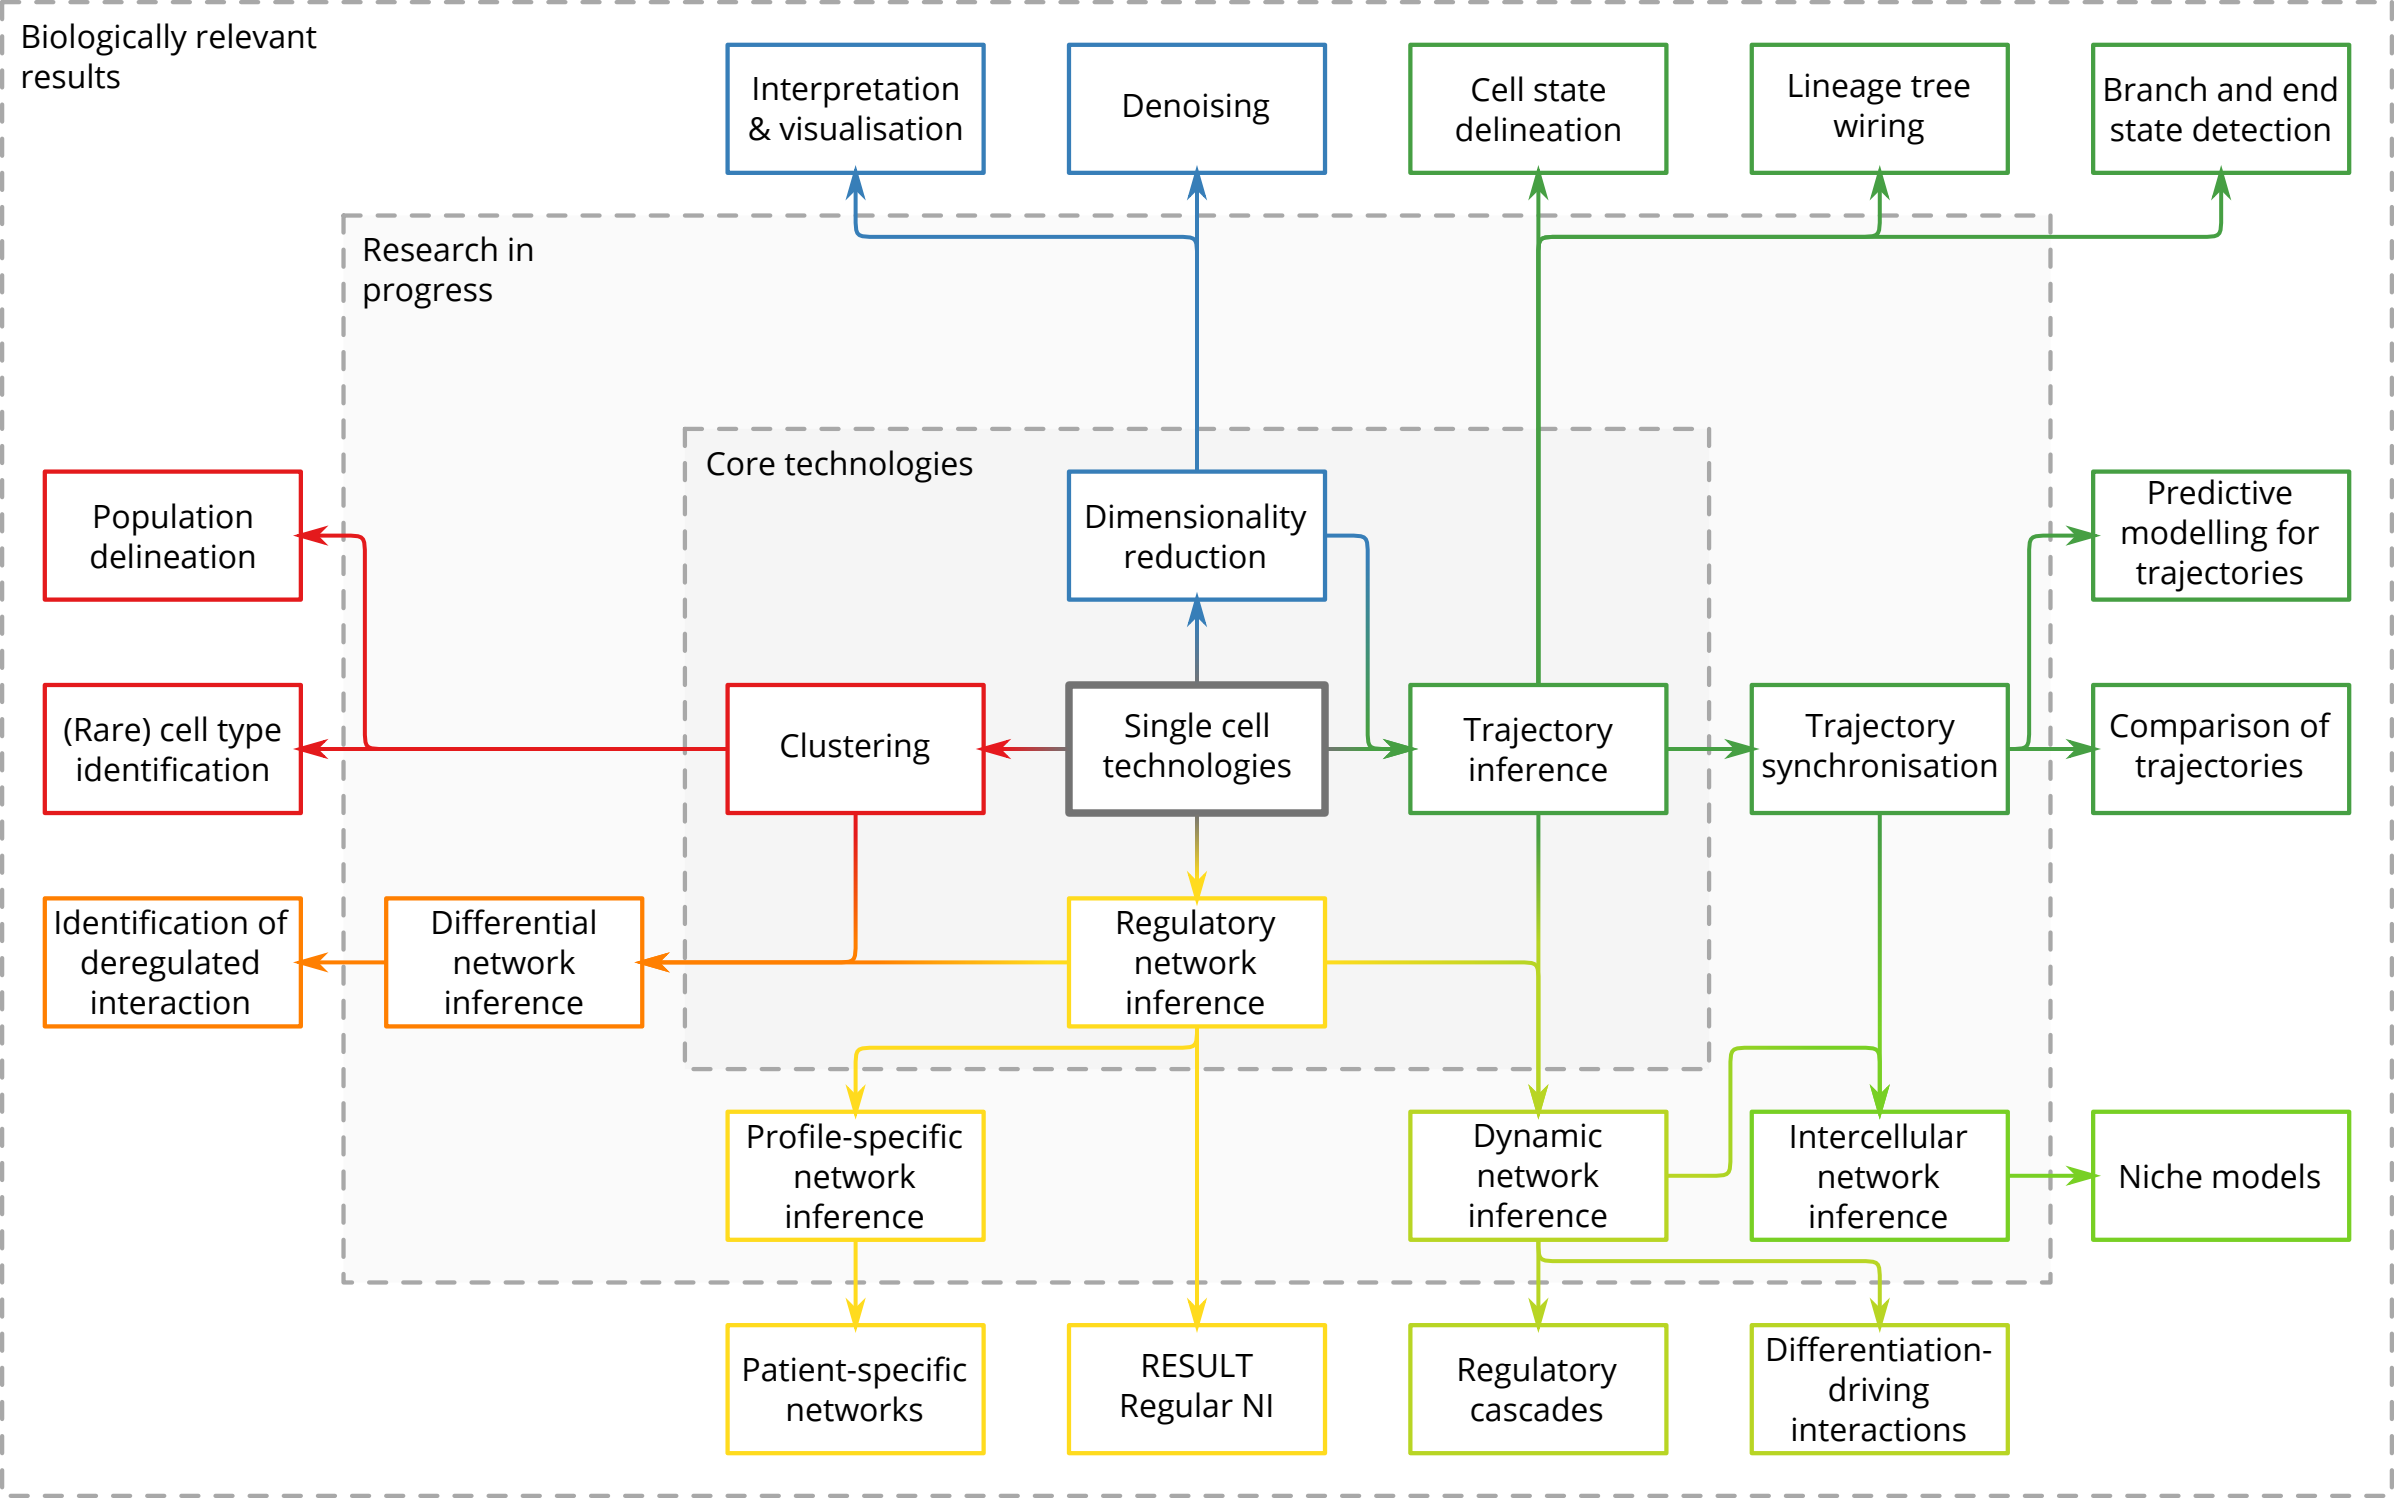 Biologically relevant
results
Interpretation
& visualisation
Denoising
Cell state
delineation
Lineage tree
wiring
Branch and end
state detection
Research in
progress
Core technologies
Population
delineation
Dimensionality
reduction
Predictive
modelling for
trajectories
(Rare) cell type
identification
Clustering
Single cell
technologies
Trajectory
inference
Trajectory
synchronisation
Comparison of
trajectories
Identification of
deregulated
interaction
Differential
network
inference
Regulatory
network
inference
Profile-specific
network
inference
Dynamic
network
inference
Intercellular
network
inference
Niche models
Patient-specific
networks
RESULT
Regular NI
Regulatory
cascades
Differentiation-
driving
interactions